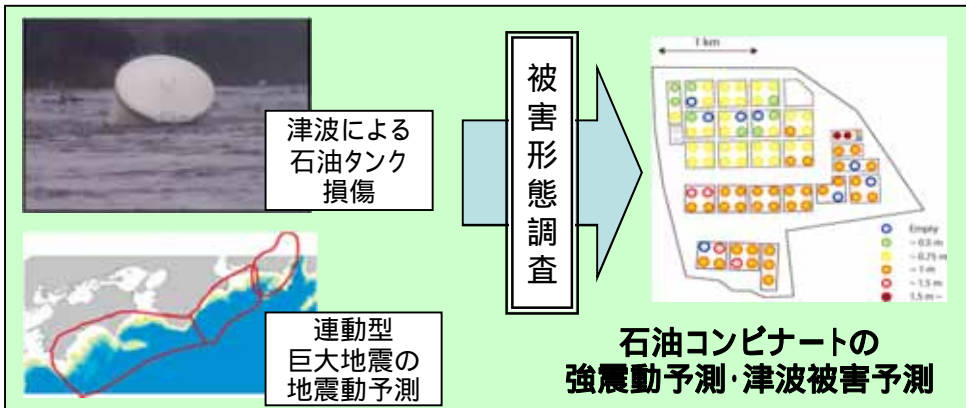 津波による
石油タンク
損傷
連動型
巨大地震の
地震動予測
被害形態調査
1 km
Empty
~0.5 m
~0.75 m
~1 m
~1.5 m
1.5 m~
石油コンビナートの
強震動予測・津波被害予測